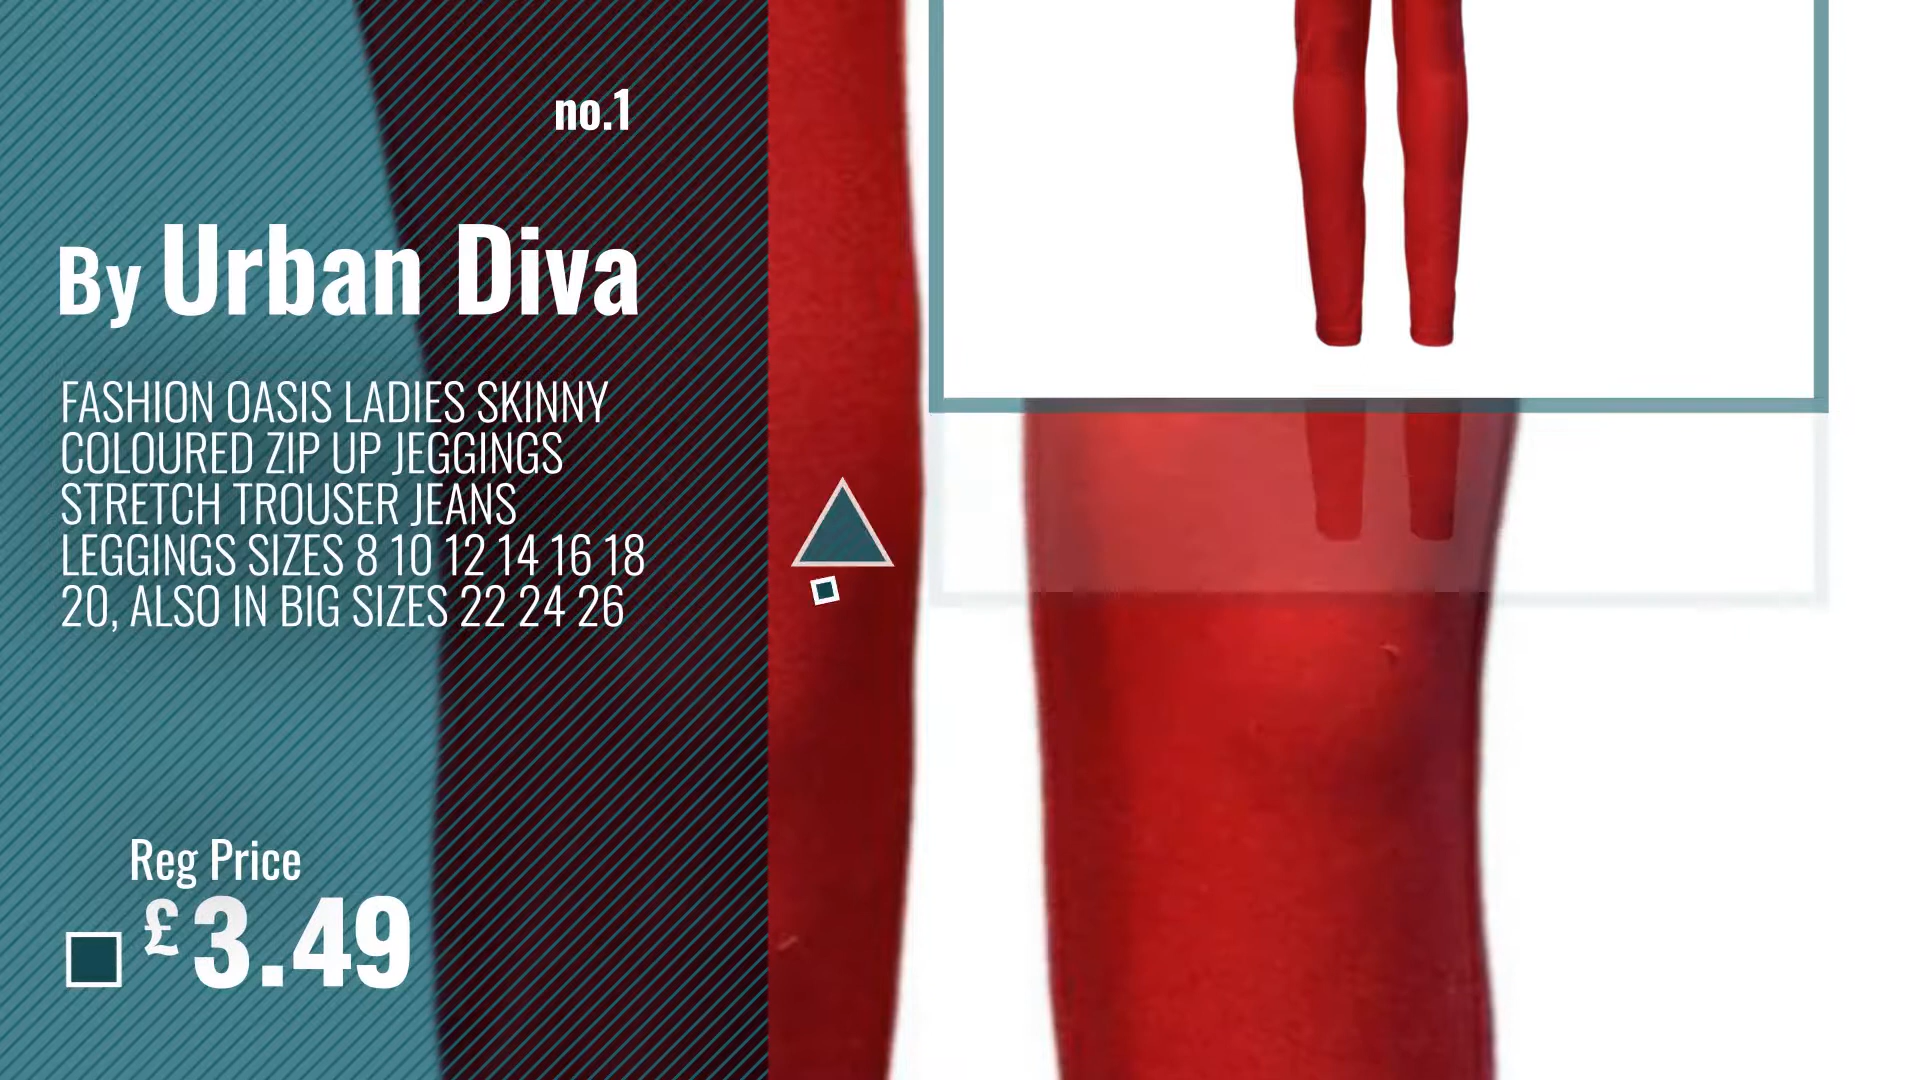 no.1
By Urban Diva
FASHION OASIS LADIES SKINNY
COLOURED ZIP UP JEGGINGS
STRETCH TROUSER JEANS
LEGGINGS SIZES 8 10 12 14 16 18
20, ALSO IN BIG SIZES 22 24 26
Reg Price
£3.49